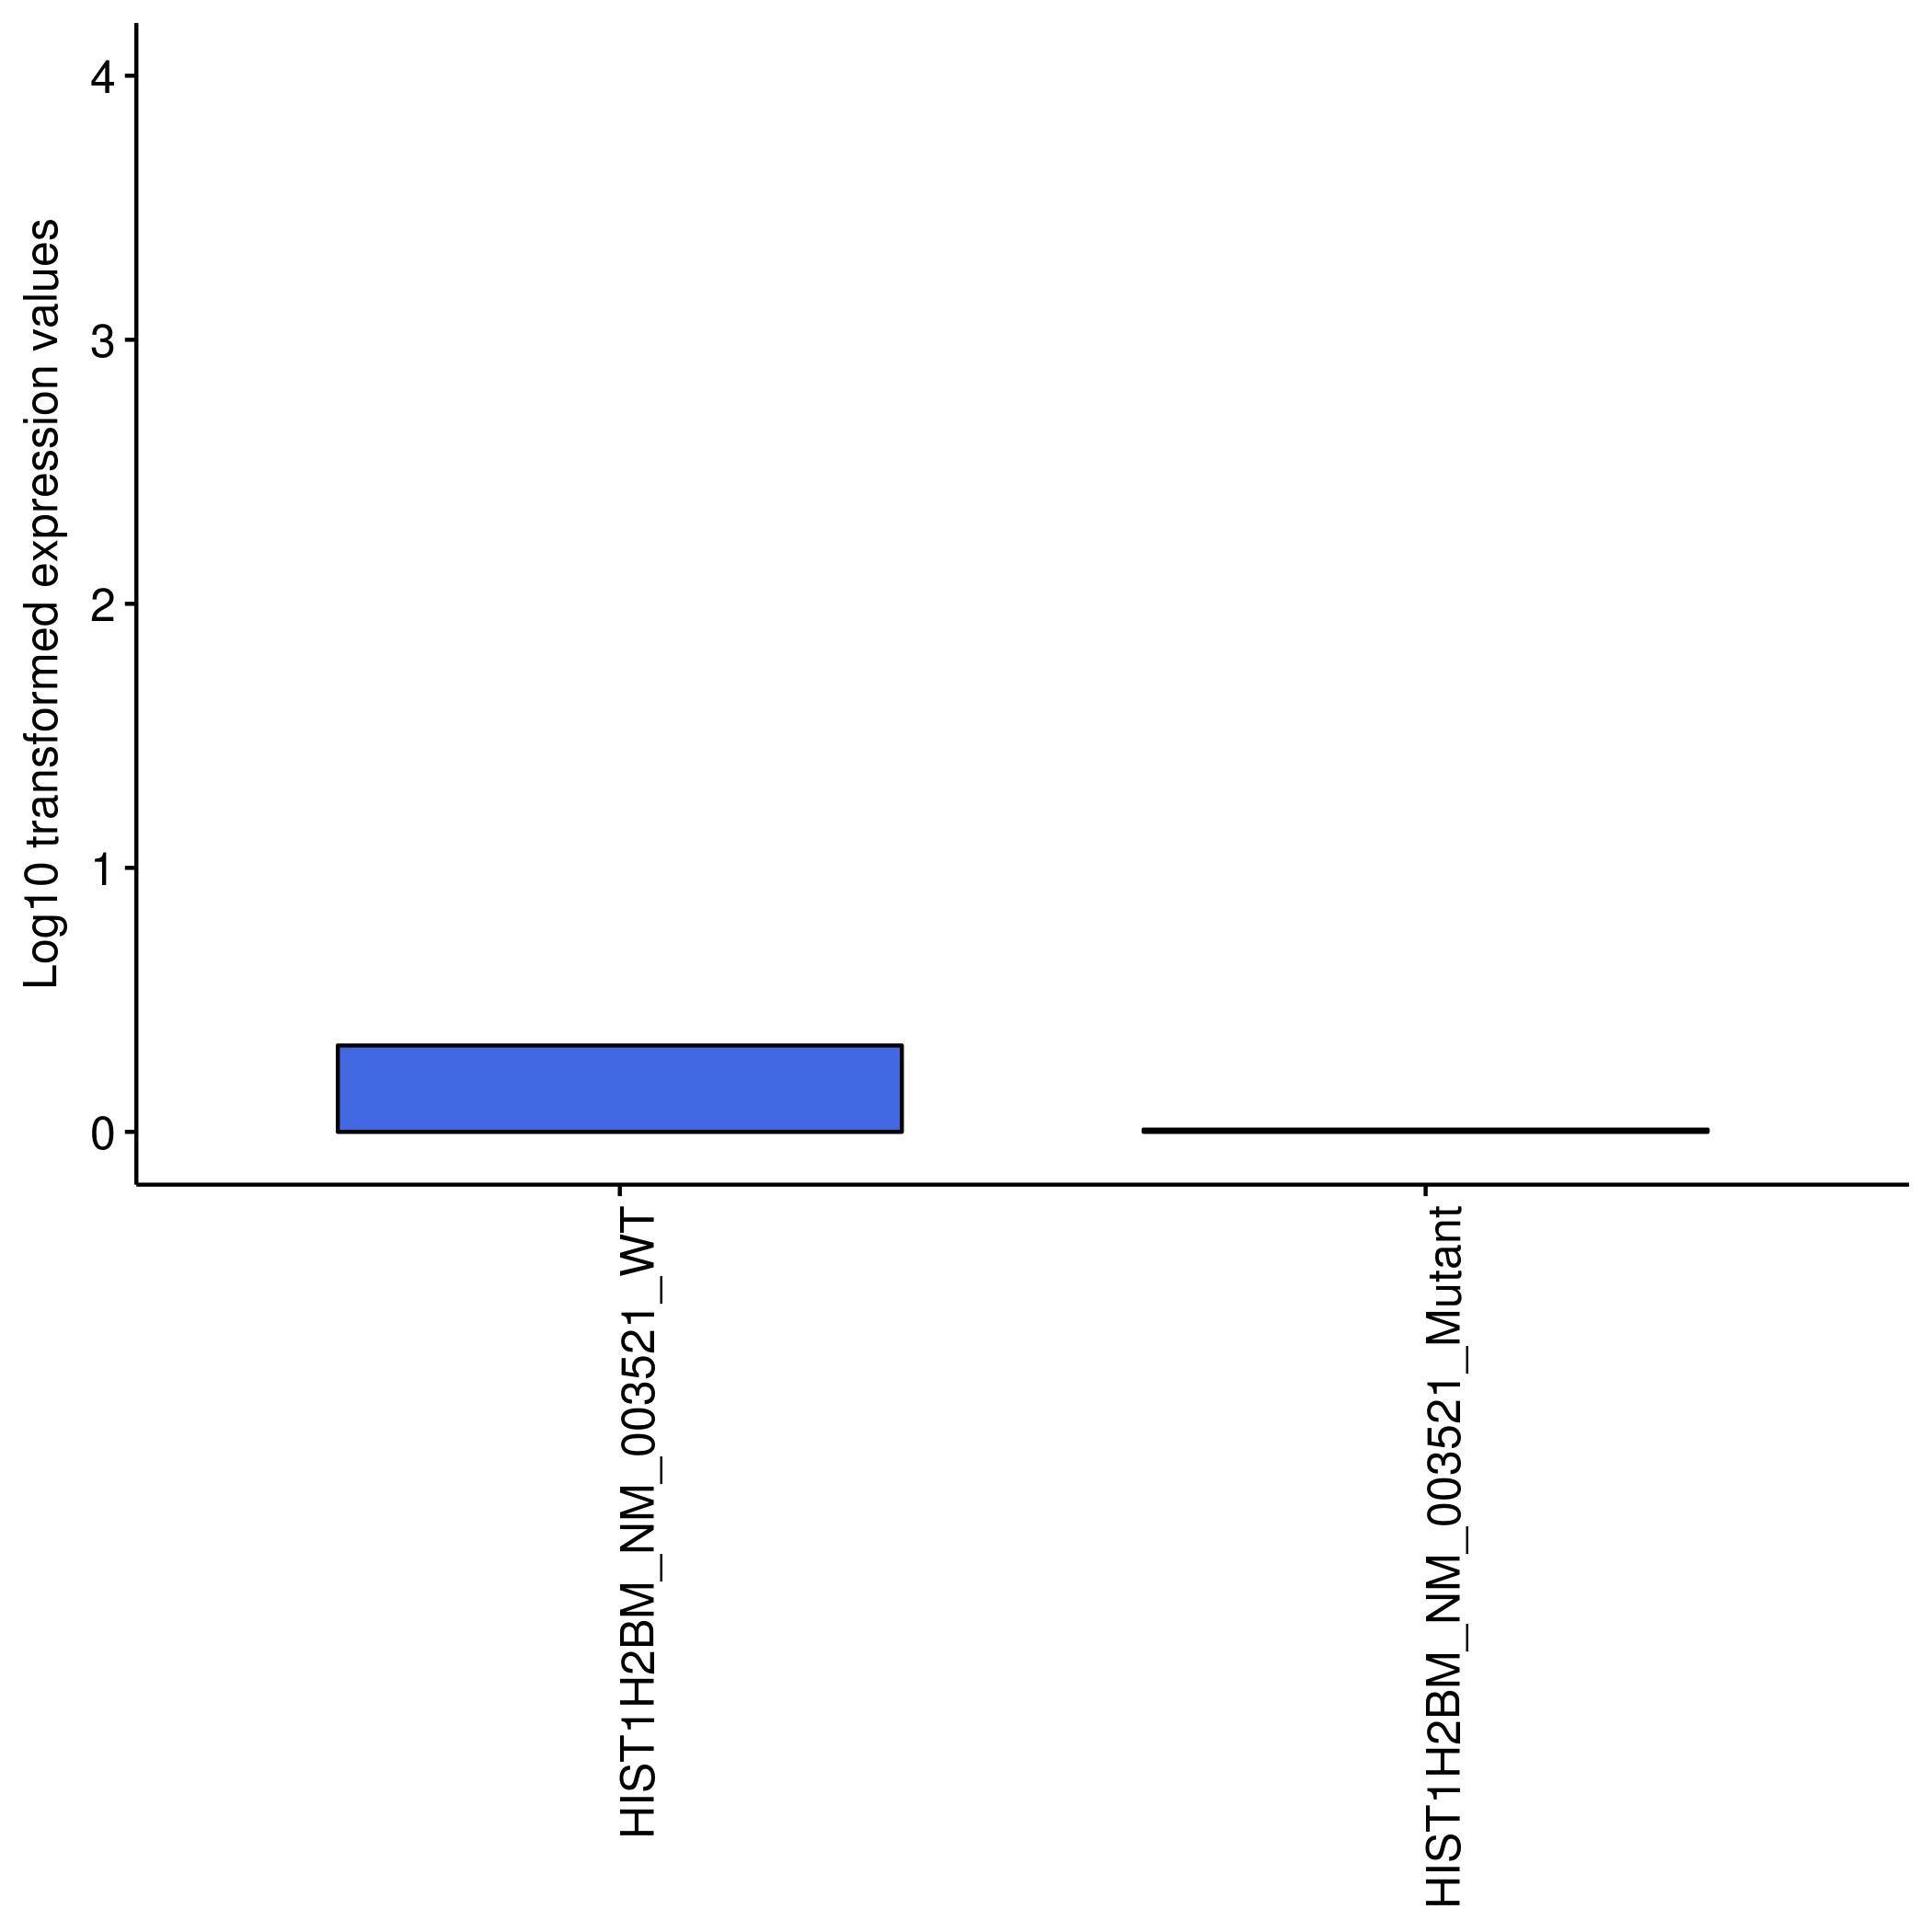 Log10 transformed expression values
4
3
2
1
0
HIST1H2BM_NM_003521_WT
HIST1H2BM_NM_003521_Mutant